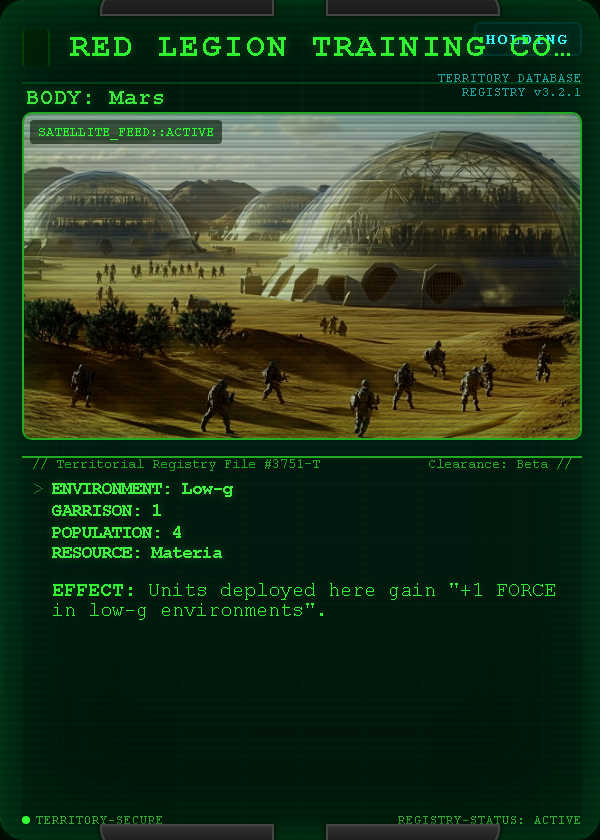 RED LEGION TRAINING CO…
HOLDING
TERRITORY DATABASE
REGISTRY v3.2.1
BODY: Mars
SATELLITE_FEED::ACTIVE
// Territorial Registry File #3751-T
Clearance: Beta //
> ENVIRONMENT: Low-g
GARRISON: 1
POPULATION: 4
RESOURCE: Materia
EFFECT: Units deployed here gain "+1 FORCE
in low-g environments".
TERRITORY-SECURE
REGISTRY-STATUS: ACTIVE